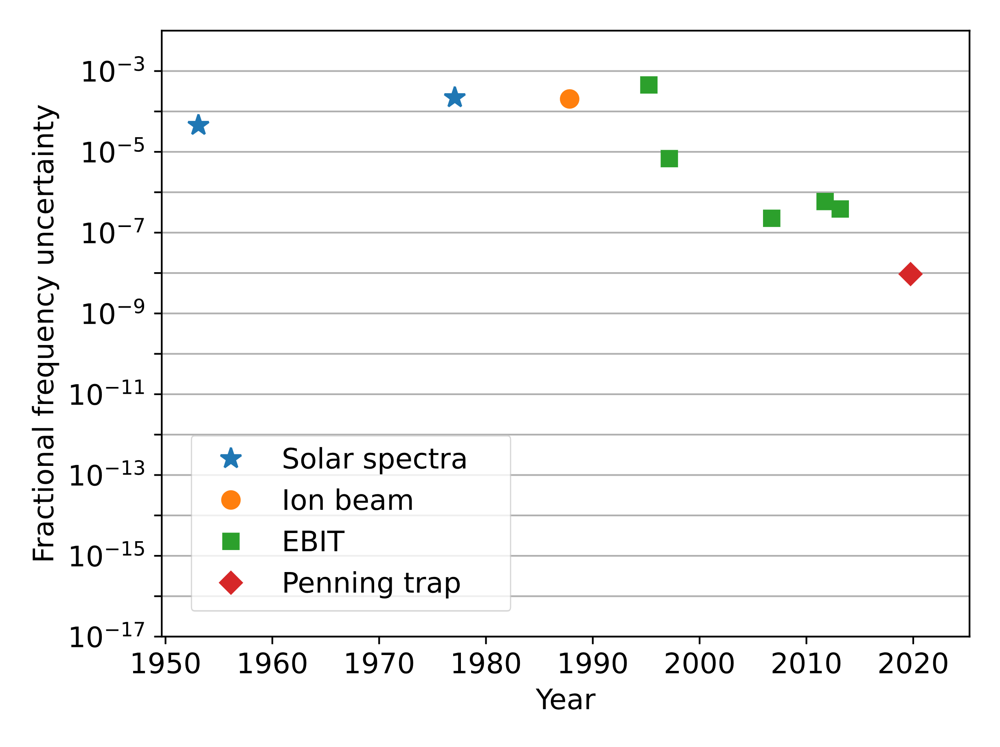 10⁻³
10⁻⁵
10⁻⁷
10⁻⁹
10⁻¹¹
10⁻¹³
10⁻¹⁵
10⁻¹⁷
Fractional frequency uncertainty
Solar spectra
Ion beam
EBIT
Penning trap
1950 1960 1970 1980 1990 2000 2010 2020
Year